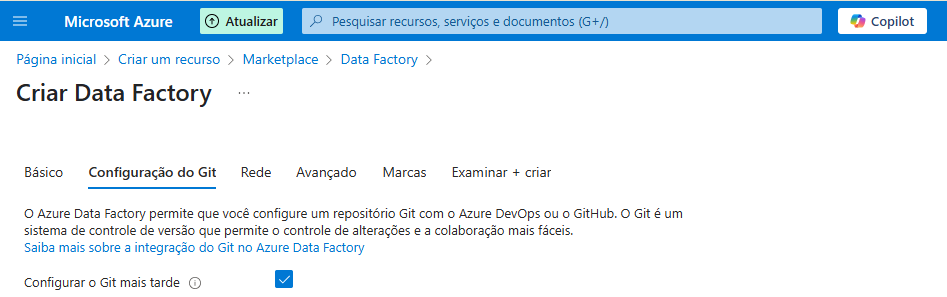 Microsoft Azure Atualizar Pesquisar recursos, serviços e documentos (G+/) Copilot
Página inicial > Criar um recurso > Marketplace > Data Factory >
Criar Data Factory ...
Básico Configuração do Git Rede Avançado Marcas Examinar + criar
O Azure Data Factory permite que você configure um repositório Git com o Azure DevOps ou o GitHub. O Git é um
sistema de controle de versão que permite o controle de alterações e a colaboração mais fáceis.
Saiba mais sobre a integração do Git no Azure Data Factory
Configurar o Git mais tarde